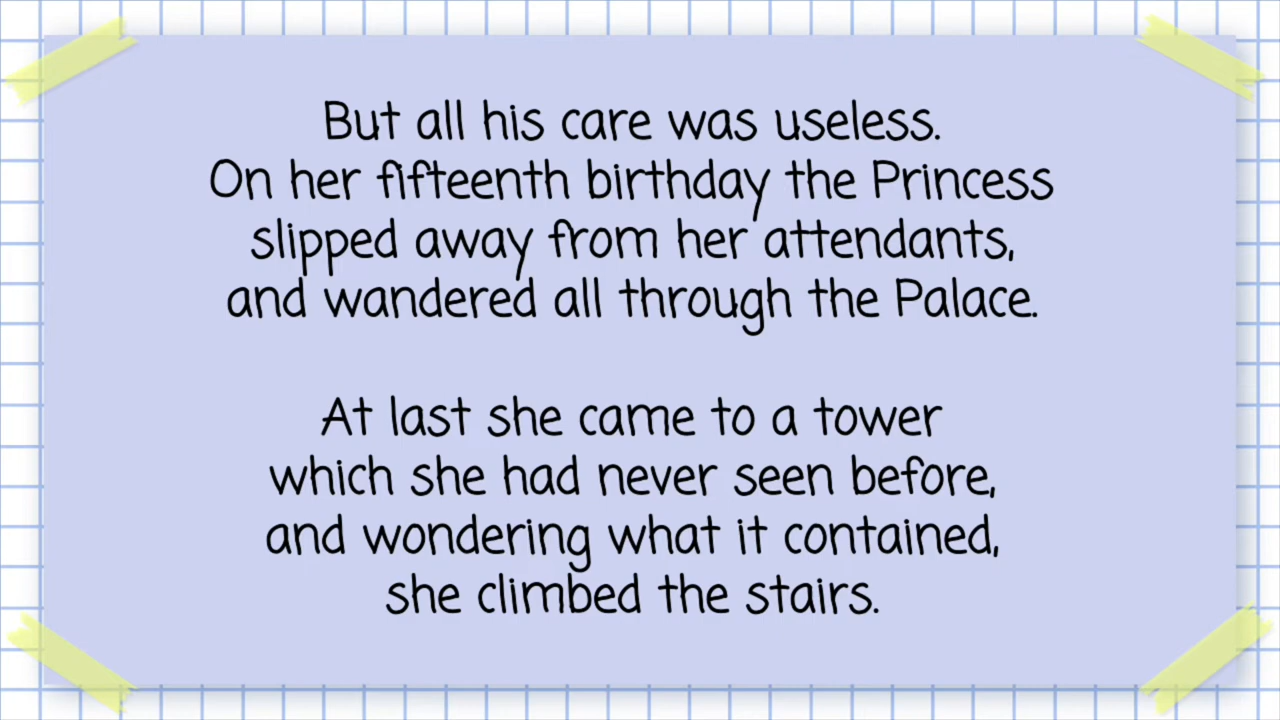 But all his care was useless.
On her fifteenth birthday the Princess
slipped away from her attendants,
and wandered all through the Palace.
At last she came to a tower
which she had never seen before,
and wondering what it contained,
she climbed the stairs.